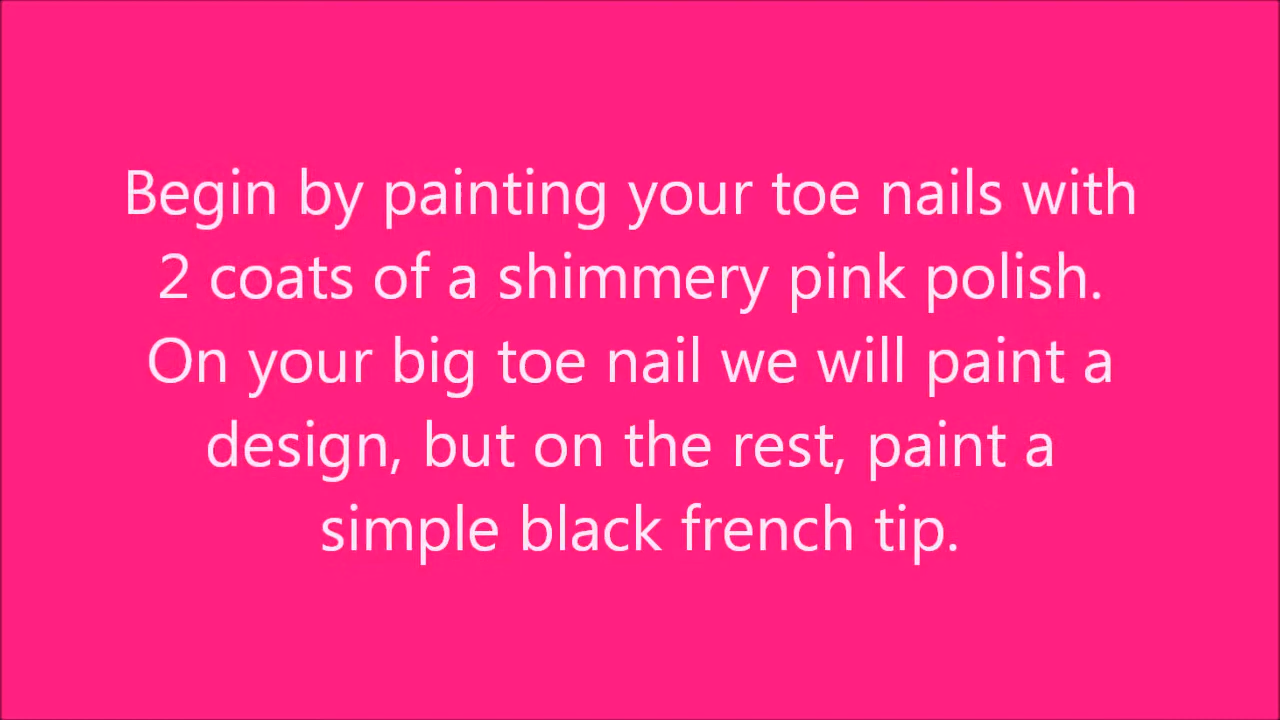 Begin by painting your toe nails with
2 coats of a shimmery pink polish.
On your big toe nail we will paint a
design, but on the rest, paint a
simple black french tip.